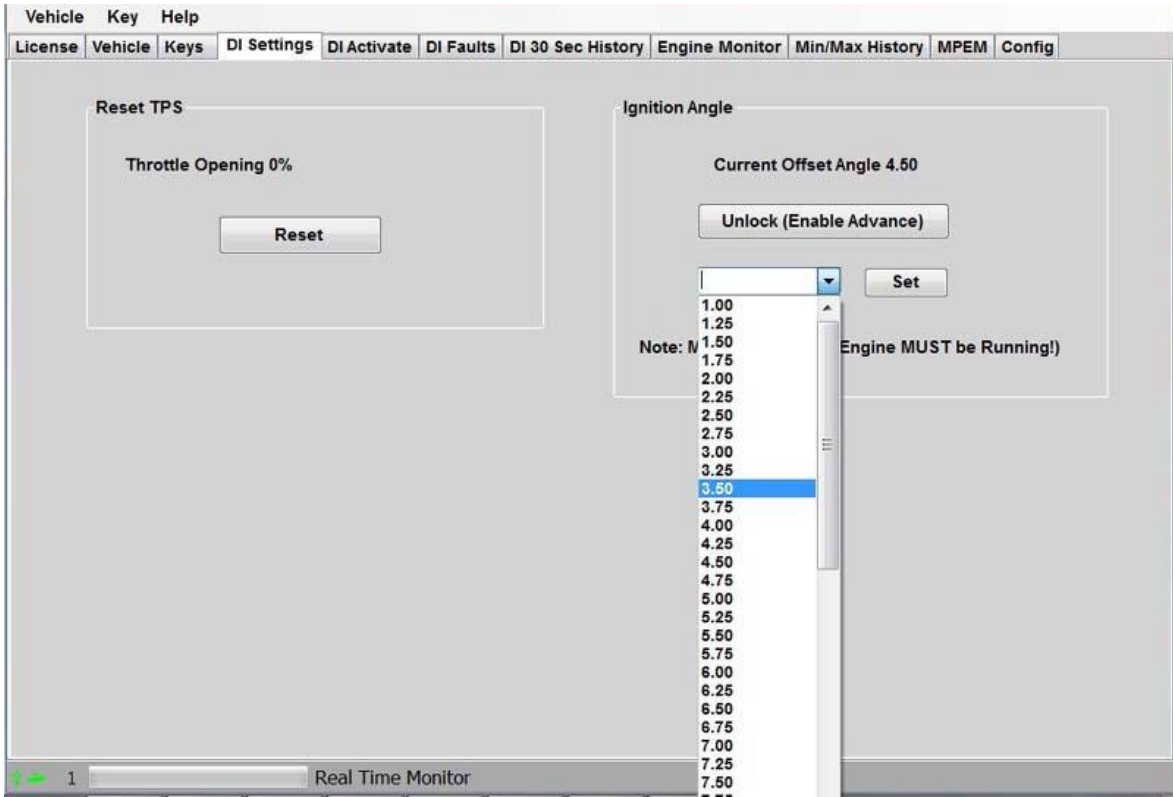 Vehicle Key Help
License Vehicle Keys DI Settings DI Activate DI Faults DI 30 Sec History Engine Monitor Min/Max History MPEM Config
Reset TPS
Throttle Opening 0%
Reset
Ignition Angle
Current Offset Angle 4.50
Unlock (Enable Advance)
Set
Note: Engine MUST be Running!)
1.00
1.25
1.50
1.75
2.00
2.25
2.50
2.75
3.00
3.25
3.50
3.75
4.00
4.25
4.50
4.75
5.00
5.25
5.50
5.75
6.00
6.25
6.50
6.75
7.00
7.25
7.50
1
Real Time Monitor